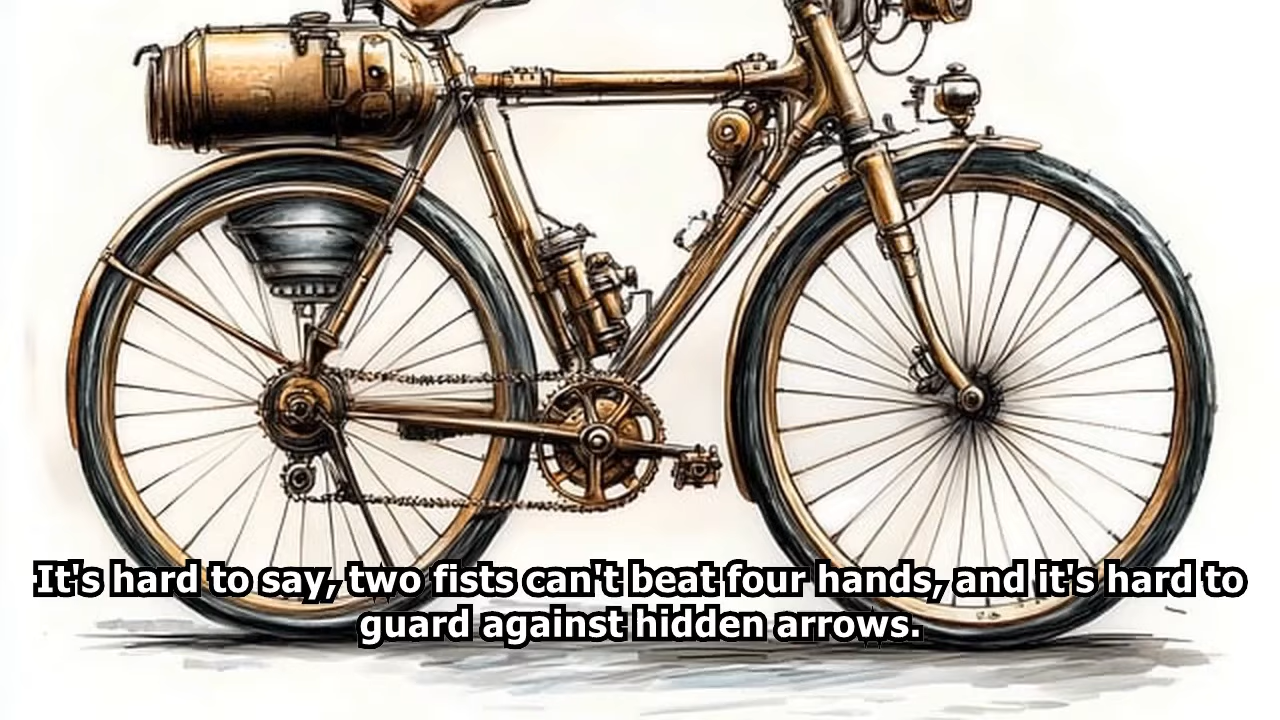 It's hard to say, two fists can't beat four hands, and it's hard to
guard against hidden arrows.